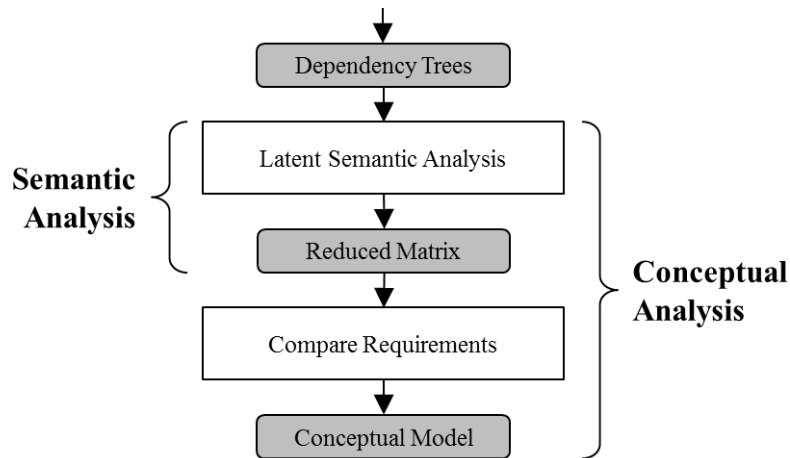 Dependency Trees
Latent Semantic Analysis
Semantic
Analysis
Reduced Matrix
Conceptual
Analysis
Compare Requirements
Conceptual Model